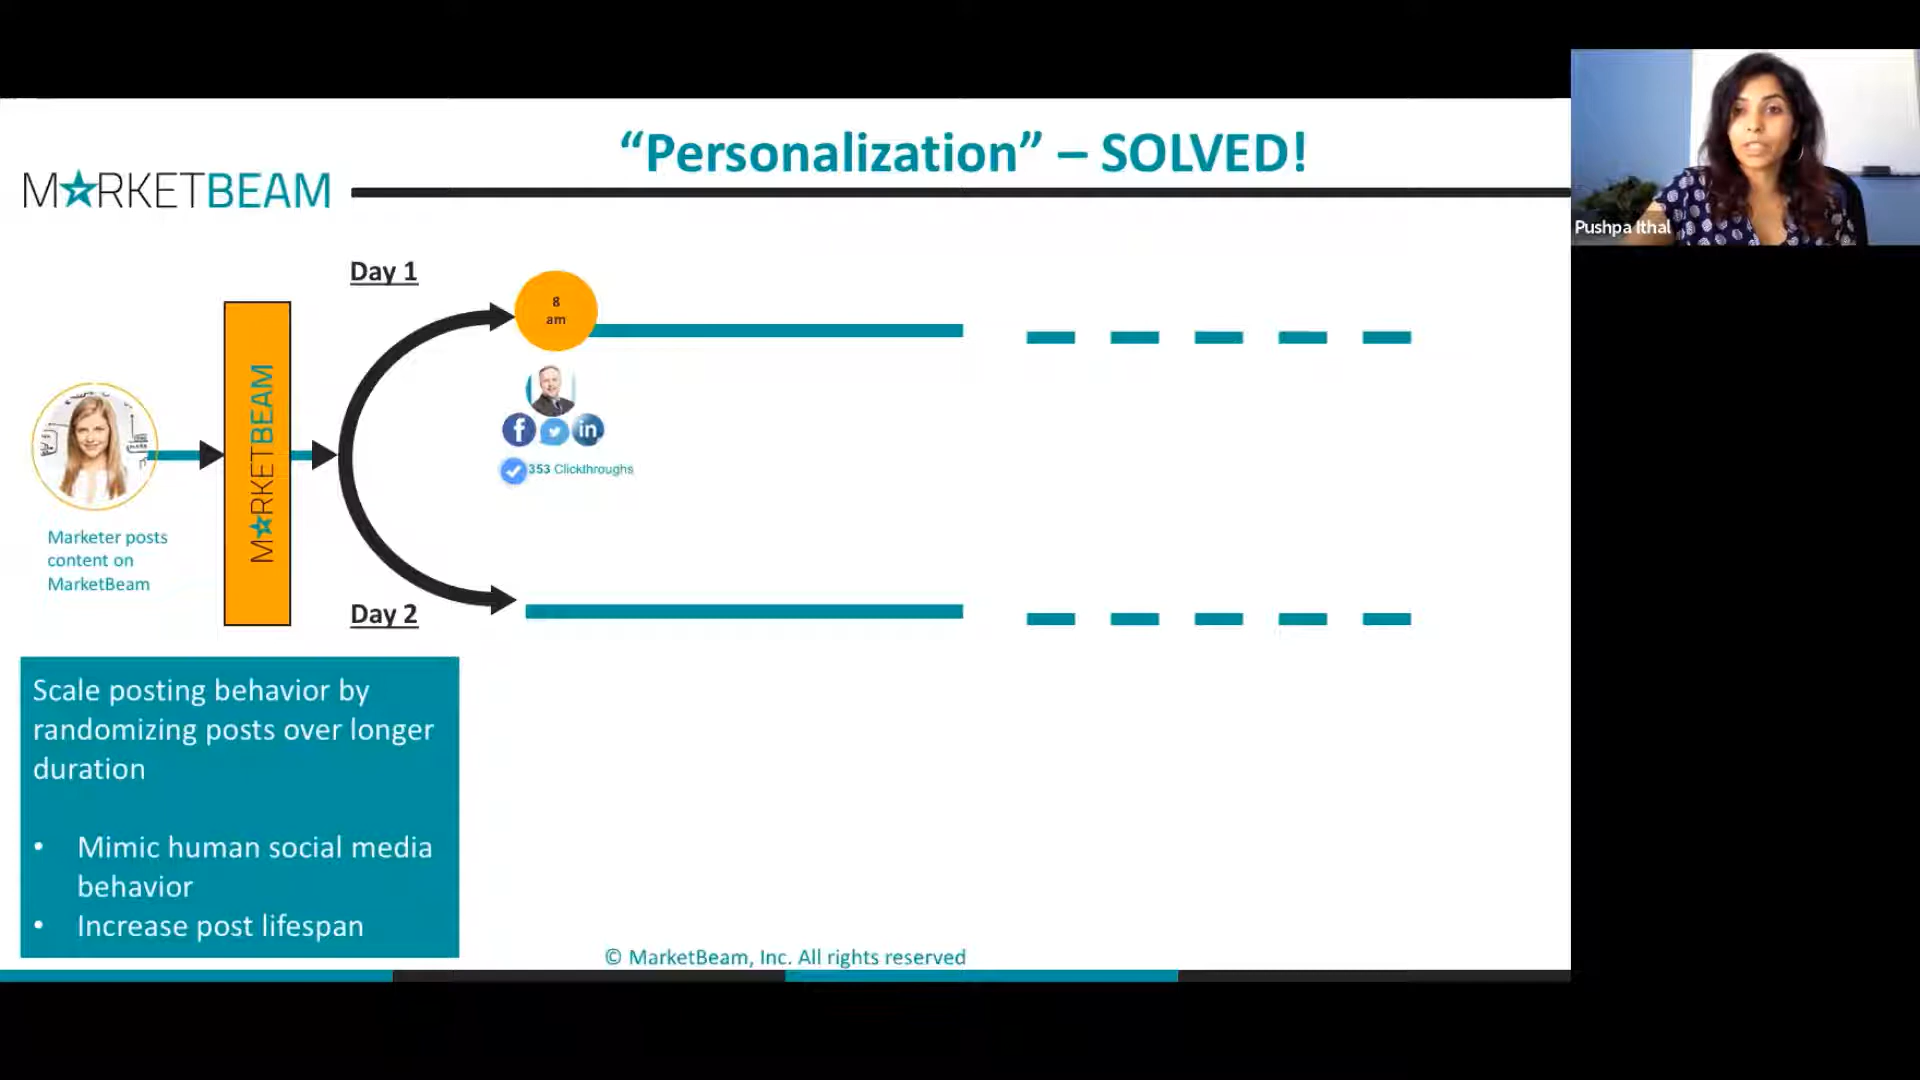 “Personalization” – SOLVED!
MARKETBEAM
Pushpa Ithal
Day 1
8
am
MARKETBEAM
353 Clickthroughs
Marketer posts
content on
MarketBeam
Day 2
Scale posting behavior by
randomizing posts over longer
duration
• Mimic human social media
behavior
• Increase post lifespan
© MarketBeam, Inc. All rights reserved